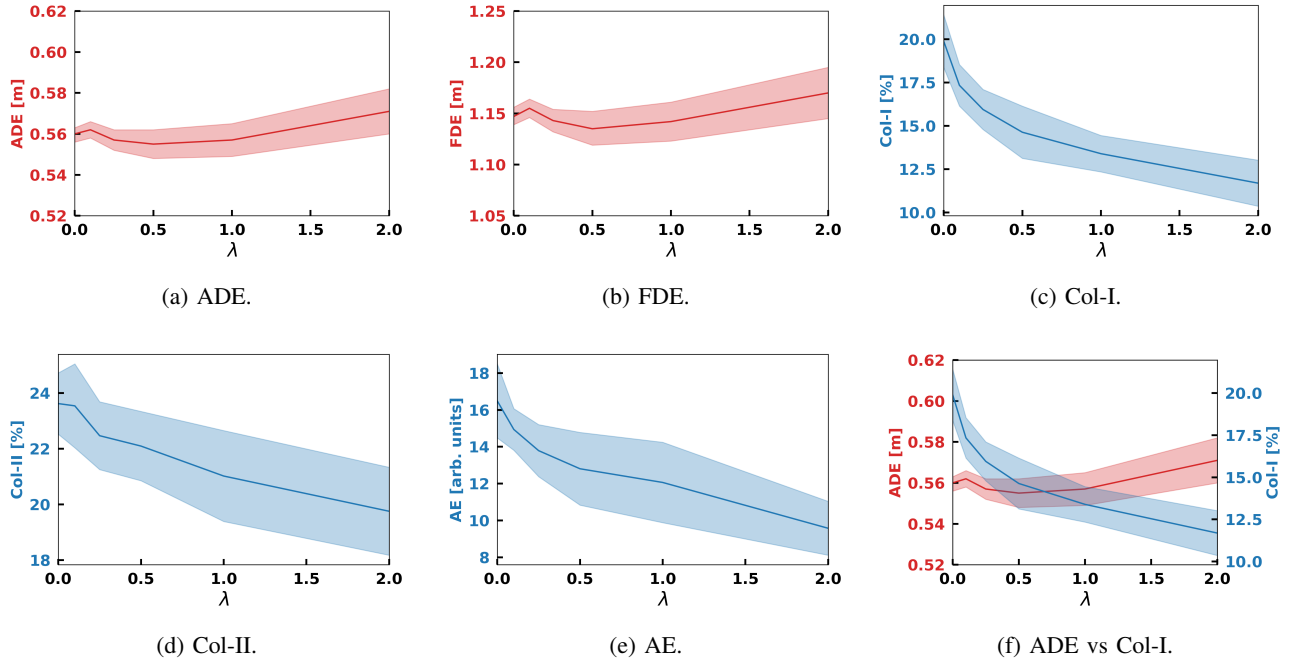 0.62
0.60
0.58
0.56
0.54
0.52
ADE [m]
0.0 0.5 1.0 1.5 2.0
λ
(a) ADE.
1.25
1.20
1.15
1.10
1.05
FDE [m]
0.0 0.5 1.0 1.5 2.0
λ
(b) FDE.
20.0
17.5
15.0
12.5
10.0
Col-I [%]
0.0 0.5 1.0 1.5 2.0
λ
(c) Col-I.
24
22
20
18
Col-II [%]
0.0 0.5 1.0 1.5 2.0
λ
(d) Col-II.
18
16
14
12
10
8
AE [arb. units]
0.0 0.5 1.0 1.5 2.0
λ
(e) AE.
0.62
0.60
0.58
0.56
0.54
0.52
ADE [m]
20.0
17.5
15.0
12.5
10.0
Col-I [%]
0.0 0.5 1.0 1.5 2.0
λ
(f) ADE vs Col-I.